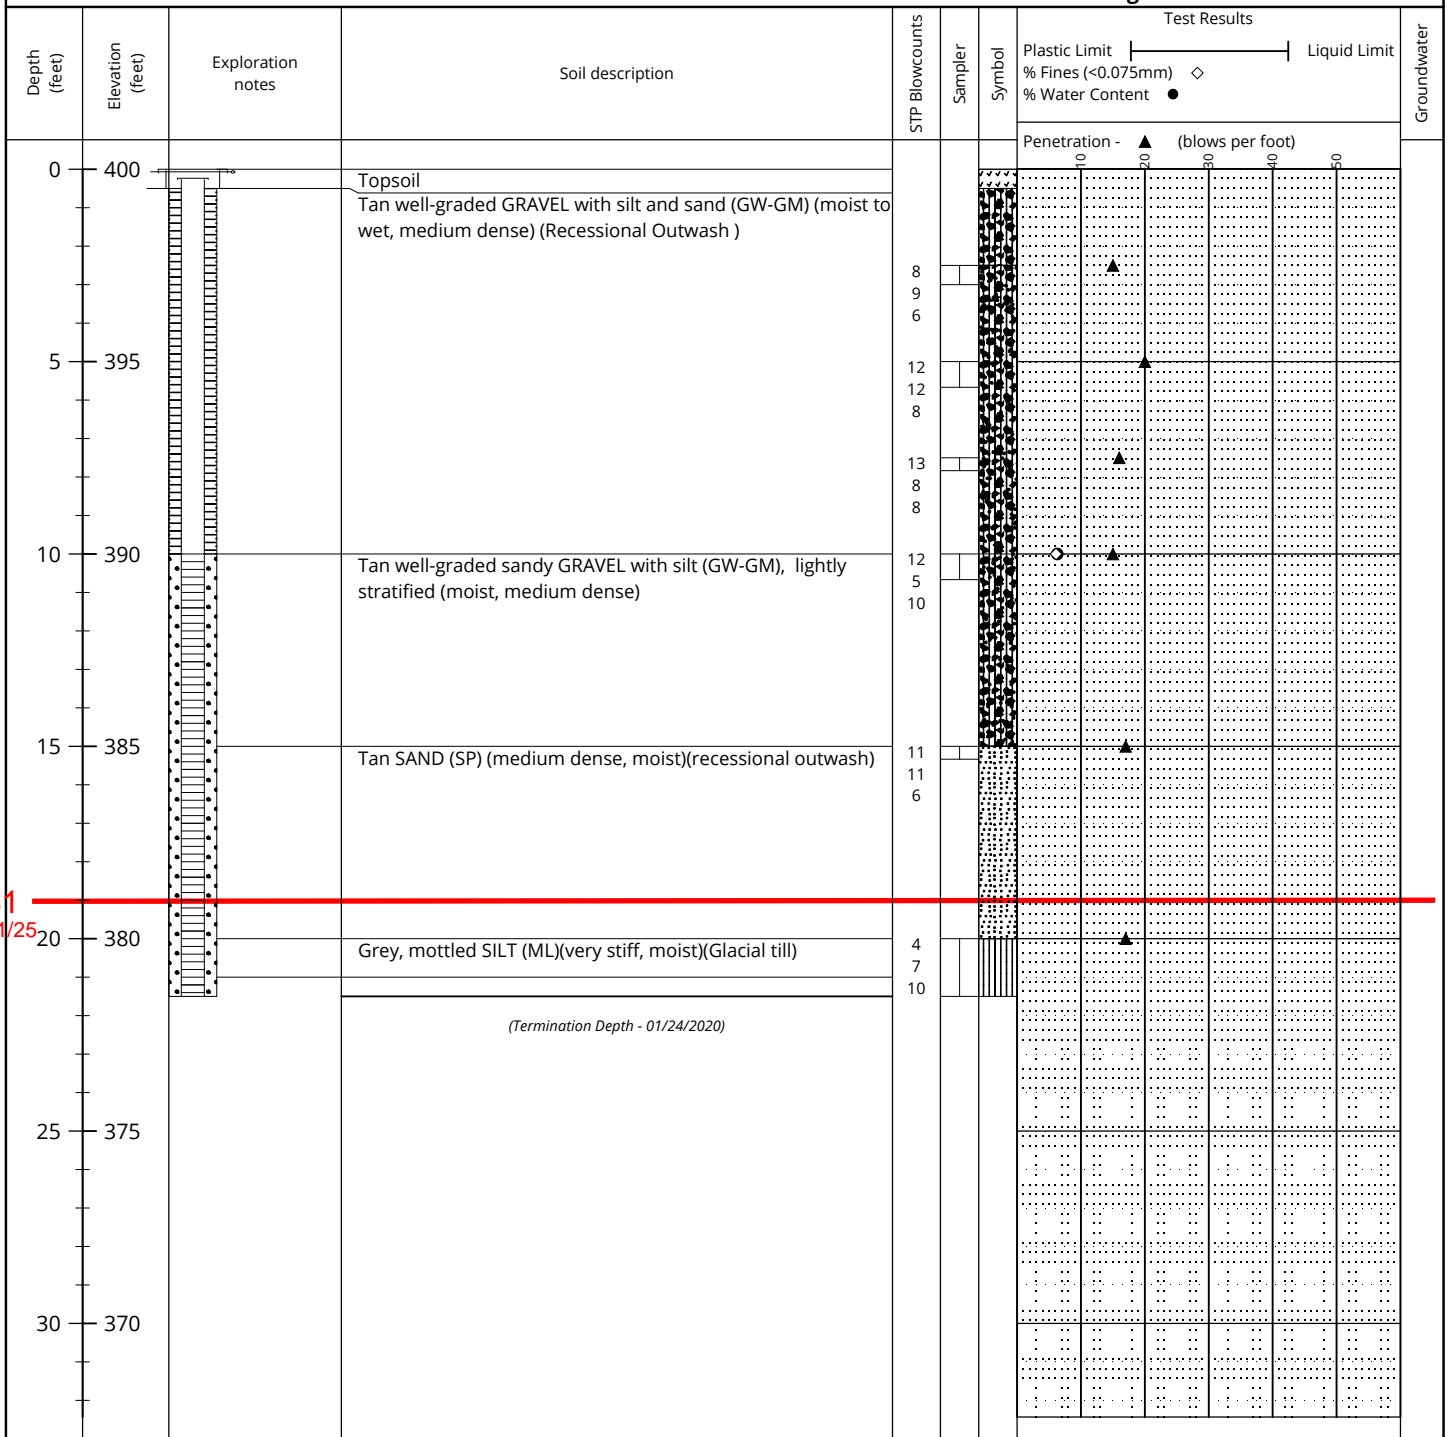 Depth
(feet)
Elevation
(feet)
Exploration
notes
Soil description
STP Blowcounts
Sampler
Symbol
Test Results
Plastic Limit
Liquid Limit
% Fines (<0.075mm)
% Water Content
Penetration - (blows per foot)
Groundwater
10
20
30
40
50
0
400
Topsoil
Tan well-graded GRAVEL with silt and sand (GW-GM) (moist to
wet, medium dense) (Recessional Outwash )
8
9
6
5
395
12
12
8
13
8
8
10
390
Tan well-graded sandy GRAVEL with silt (GW-GM), lightly
stratified (moist, medium dense)
12
5
10
15
385
Tan SAND (SP) (medium dense, moist)(recessional outwash)
11
11
6
1
1/25
20
380
Grey, mottled SILT (ML)(very stiff, moist)(Glacial till)
4
7
10
(Termination Depth - 01/24/2020)
25
375
30
370